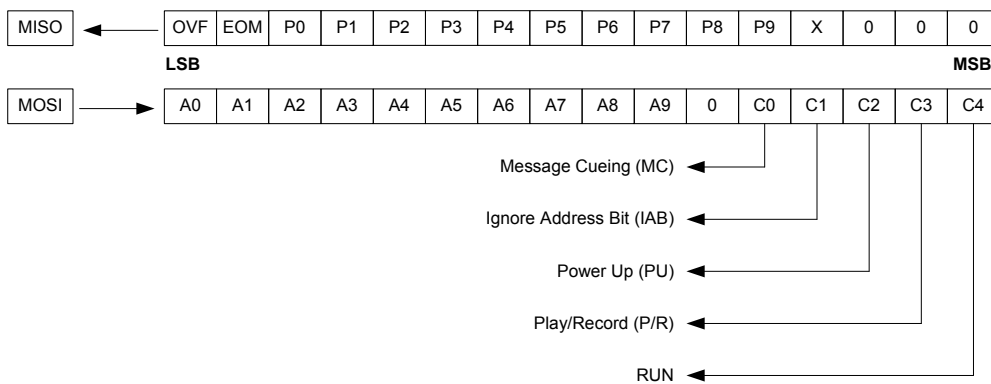 MISO OVF EOM P0 P1 P2 P3 P4 P5 P6 P7 P8 P9 X 0 0 0
LSB MSB
MOSI A0 A1 A2 A3 A4 A5 A6 A7 A8 A9 0 C0 C1 C2 C3 C4
Message Cueing (MC)
Ignore Address Bit (IAB)
Power Up (PU)
Play/Record (P/R)
RUN